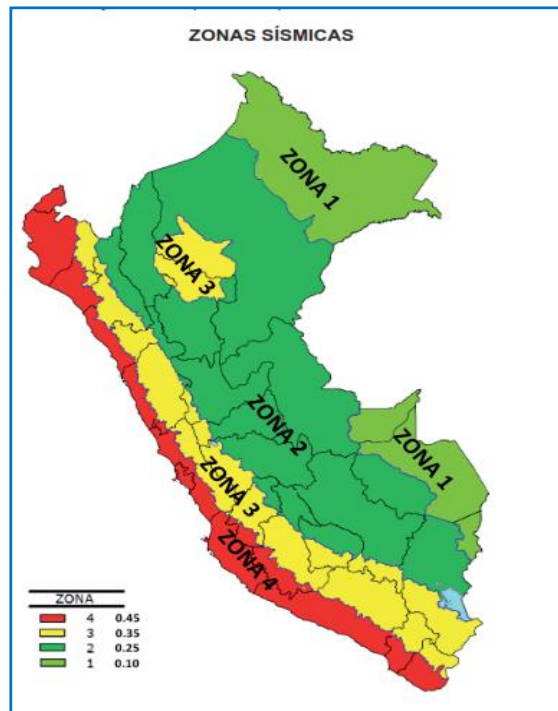 ZONAS SÍSMICAS
ZONA 1
ZONA 3
ZONA 2
ZONA 1
ZONA 3
ZONA 4
ZONA
4 0.45
3 0.35
2 0.25
1 0.10